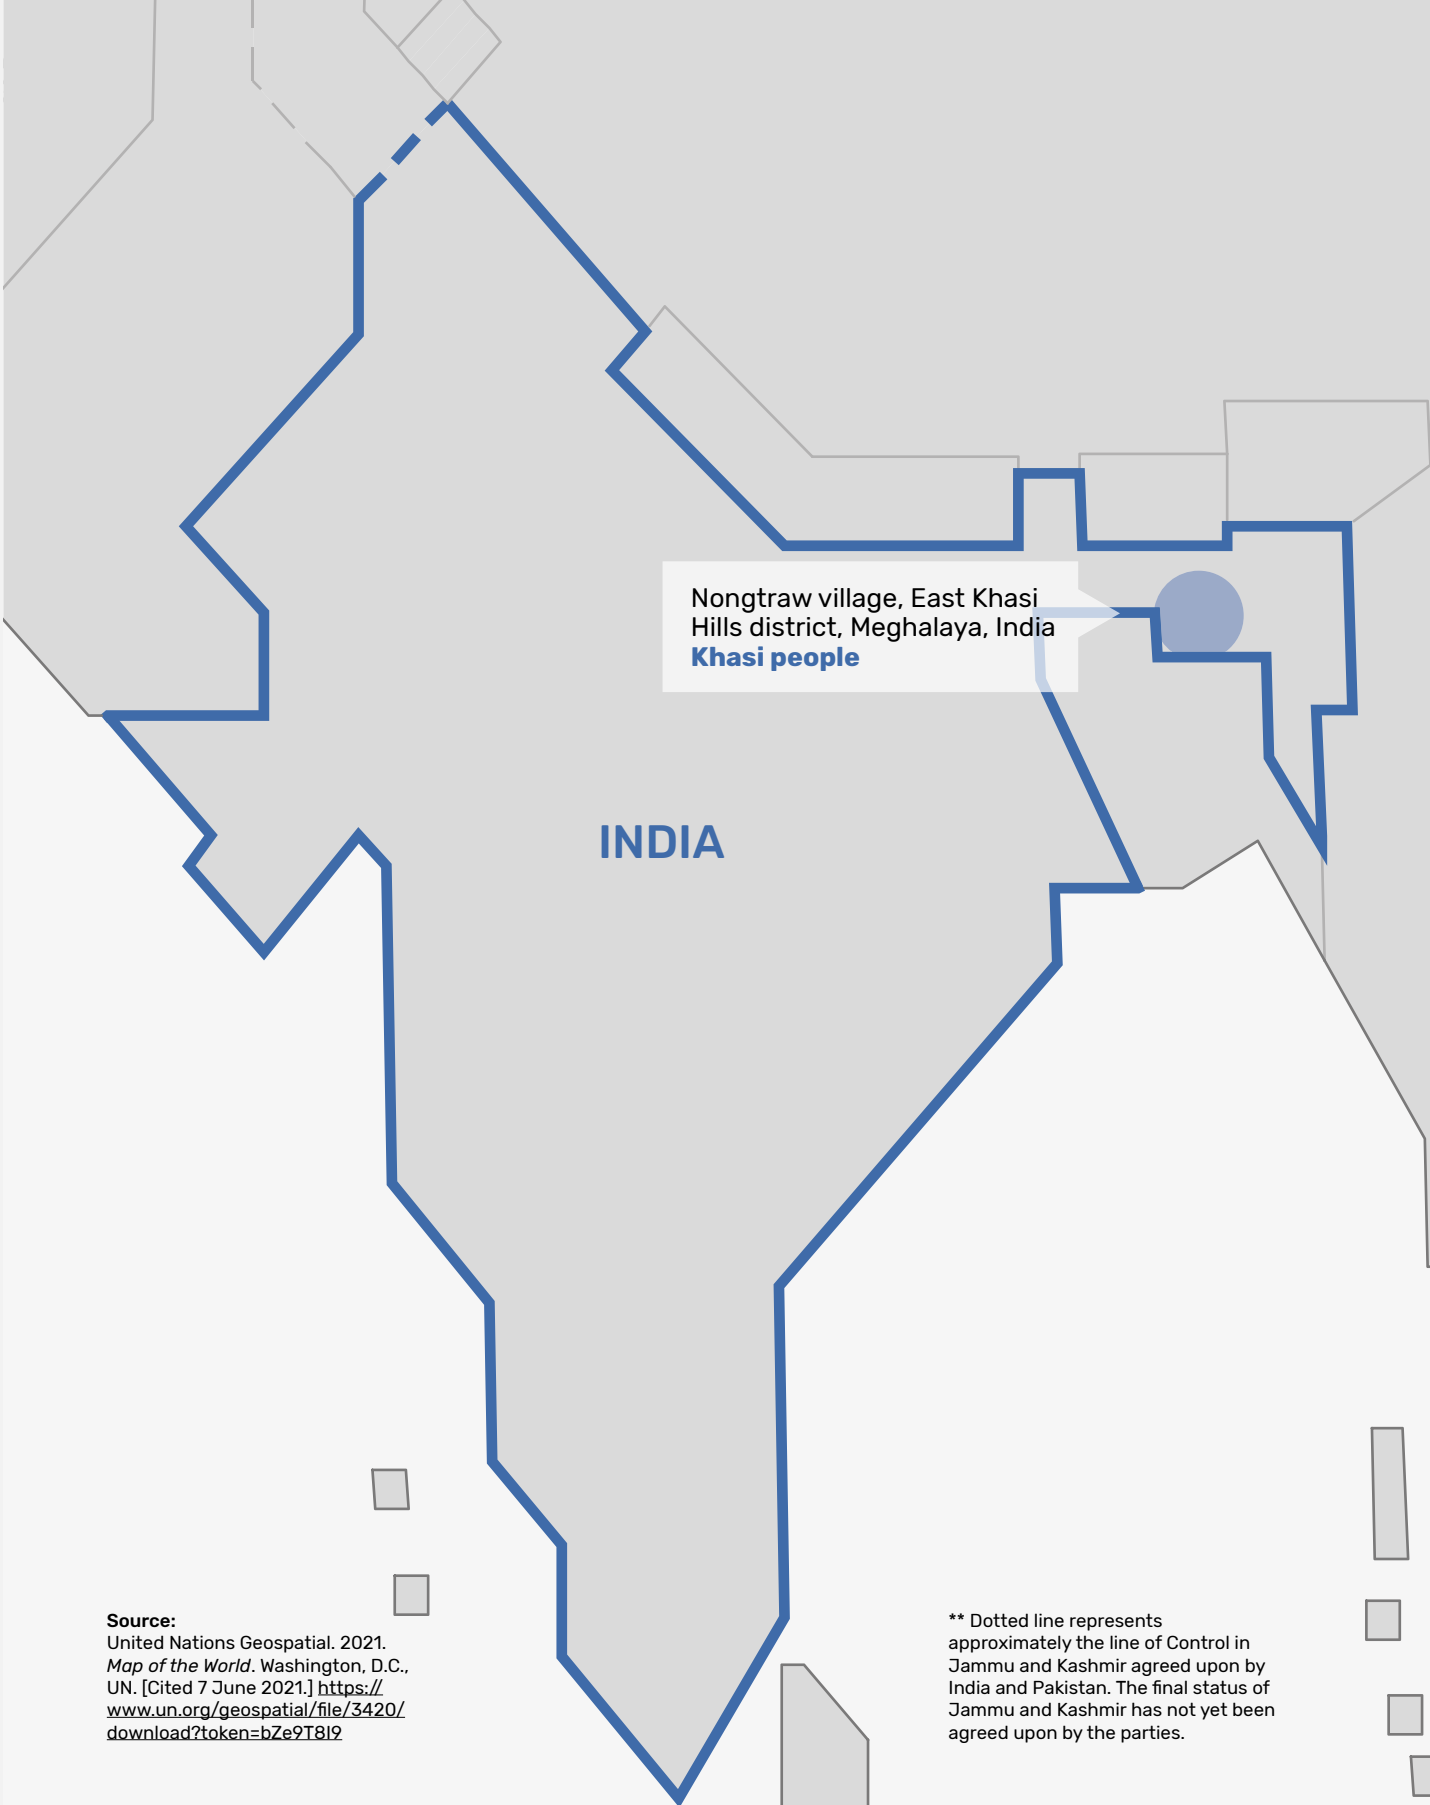 Nongtraw village, East Khasi
Hills district, Meghalaya, India
Khasi people
INDIA
Source:
United Nations Geospatial. 2021.
Map of the World. Washington, D.C.,
UN. [Cited 7 June 2021.] https://
www.un.org/geospatial/file/3420/
download?token=bZe9T8I9
** Dotted line represents
approximately the line of Control in
Jammu and Kashmir agreed upon by
India and Pakistan. The final status of
Jammu and Kashmir has not yet been
agreed upon by the parties.